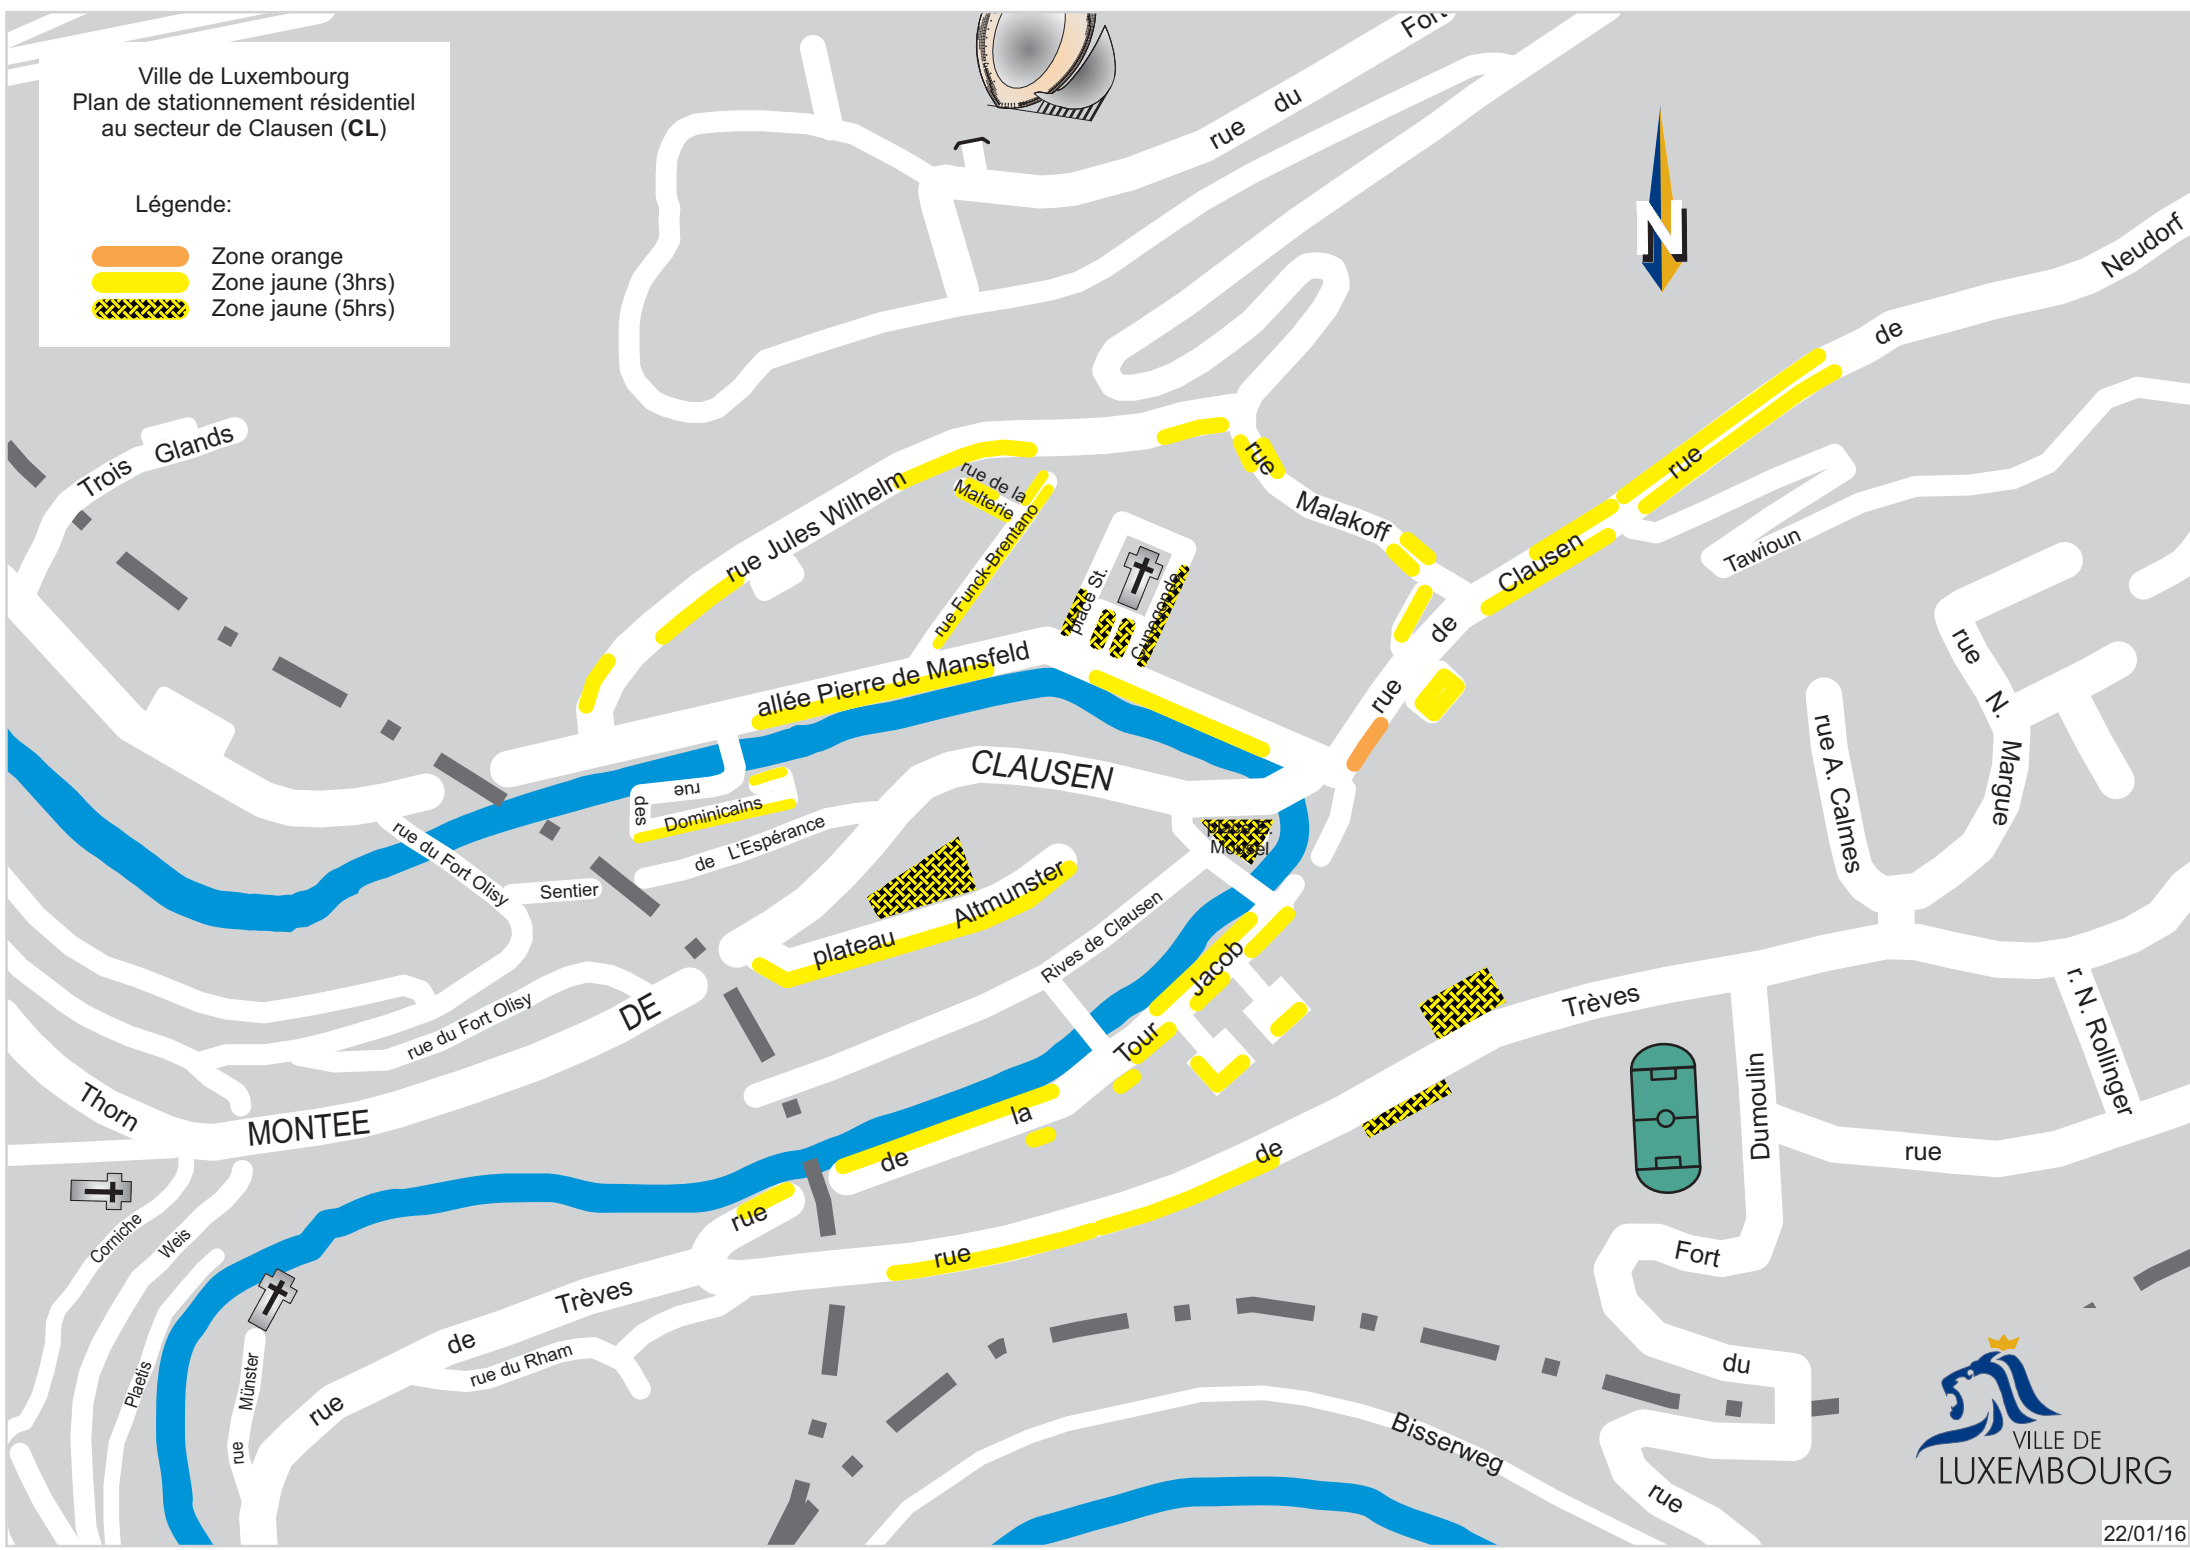 Ville de Luxembourg
Plan de stationnement résidentiel
au secteur de Clausen (CL)
Légende:
Zone orange
Zone jaune (3hrs)
Zone jaune (5hrs)
Fort
du
rue
N
Neudorf
de
rue
Clausen
de
rue
Tawioun
Trois Glands
rue Jules Wilhelm
rue de la
Malterie
rue Funck-Brentano
rue
Malakoff
place St.
Cunegonde
allée Pierre de Mansfeld
CLAUSEN
rue
des
Dominicains
de L'Espérance
rue du Fort Olisy
Sentier
place E.
Mousel
plateau Altmunster
Rives de Clausen
rue N. Margue
rue A. Calmes
r. N. Rollinger
rue
Dumoulin
Trèves
de
rue
Jacob
Tour
la
de
rue
rue du Fort Olisy
DE
MONTEE
Thorn
Corniche
Weis
Plaetis
rue Münster
Trèves
de
rue
rue du Rham
Bisserweg
Fort
du
rue
VILLE DE
LUXEMBOURG
22/01/16